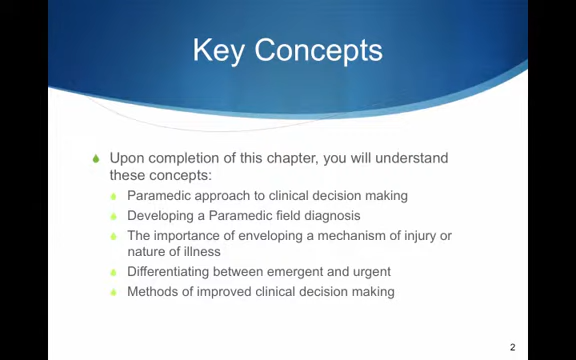 Key Concepts
Upon completion of this chapter, you will understand
these concepts:
Paramedic approach to clinical decision making
Developing a Paramedic field diagnosis
The importance of enveloping a mechanism of injury or
nature of illness
Differentiating between emergent and urgent
Methods of improved clinical decision making
2